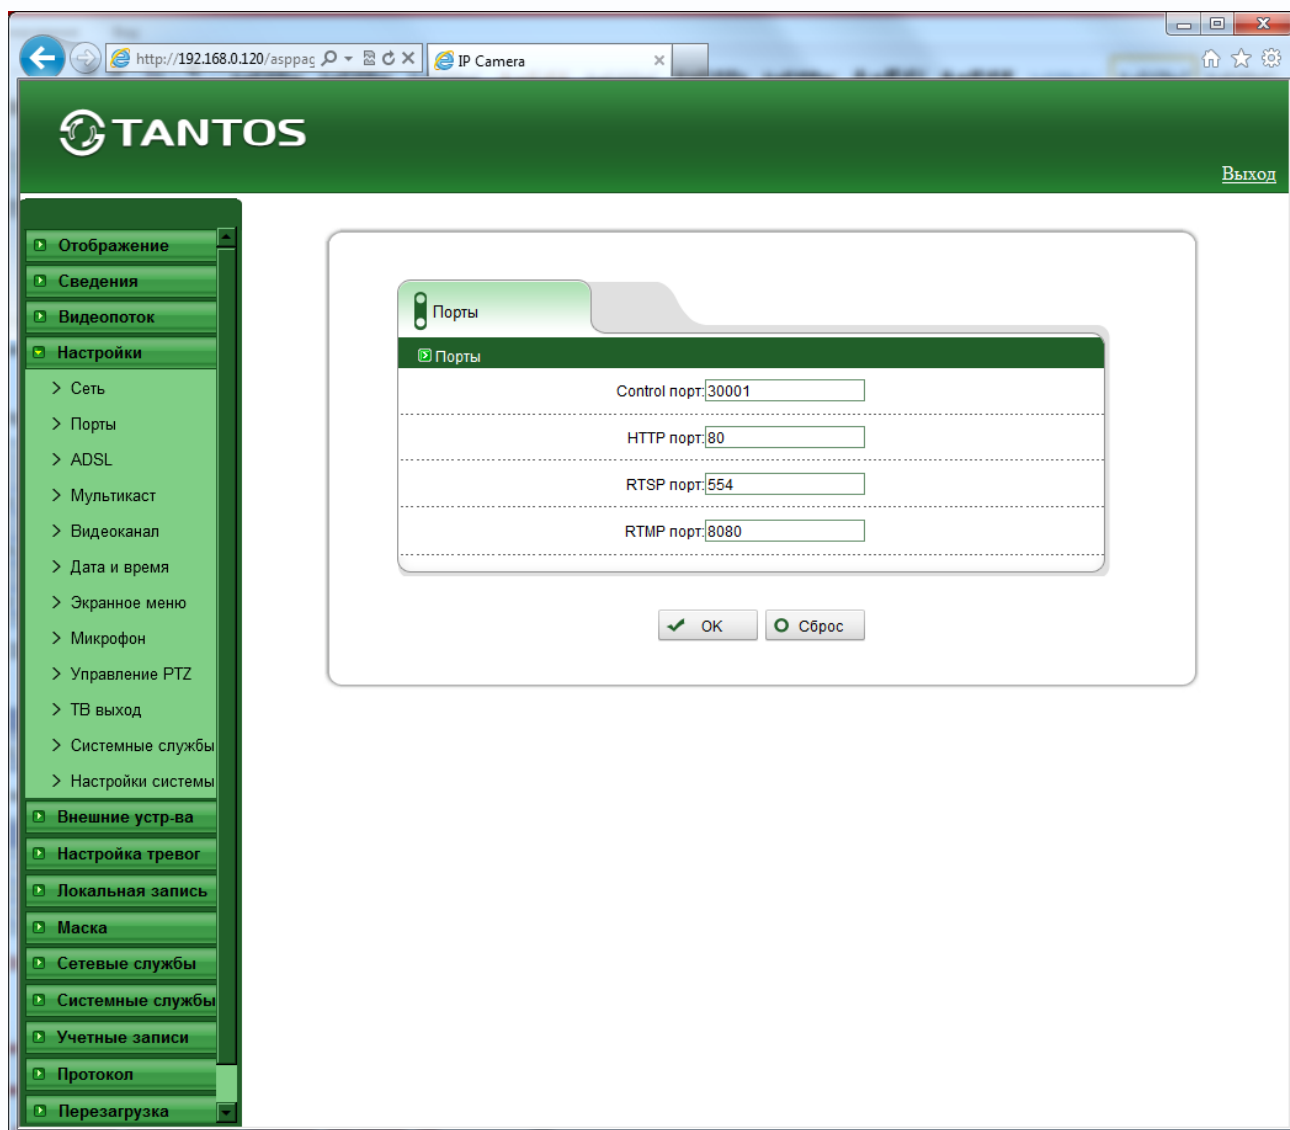 http://192.168.0.120/asppag
IP Camera
TANTOS
Выход
Отображение
Сведения
Видеопоток
Настройки
Сеть
Порты
ADSL
Мультикаст
Видеоканал
Дата и время
Экранное меню
Микрофон
Управление PTZ
ТВ выход
Системные службы
Настройки системы
Внешние устр-ва
Настройка тревог
Локальная запись
Маска
Сетевые службы
Системные службы
Учетные записи
Протокол
Перезагрузка
Порты
Порты
Control порт: 30001
HTTP порт: 80
RTSP порт: 554
RTMP порт: 8080
OK
Сброс